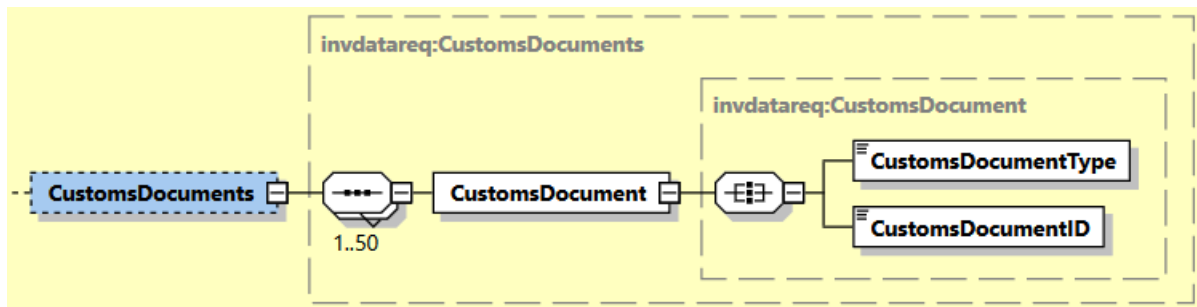 invdatareq:CustomsDocuments
invdatareq:CustomsDocument
CustomsDocumentType
CustomsDocuments
CustomsDocument
CustomsDocumentID
1..50